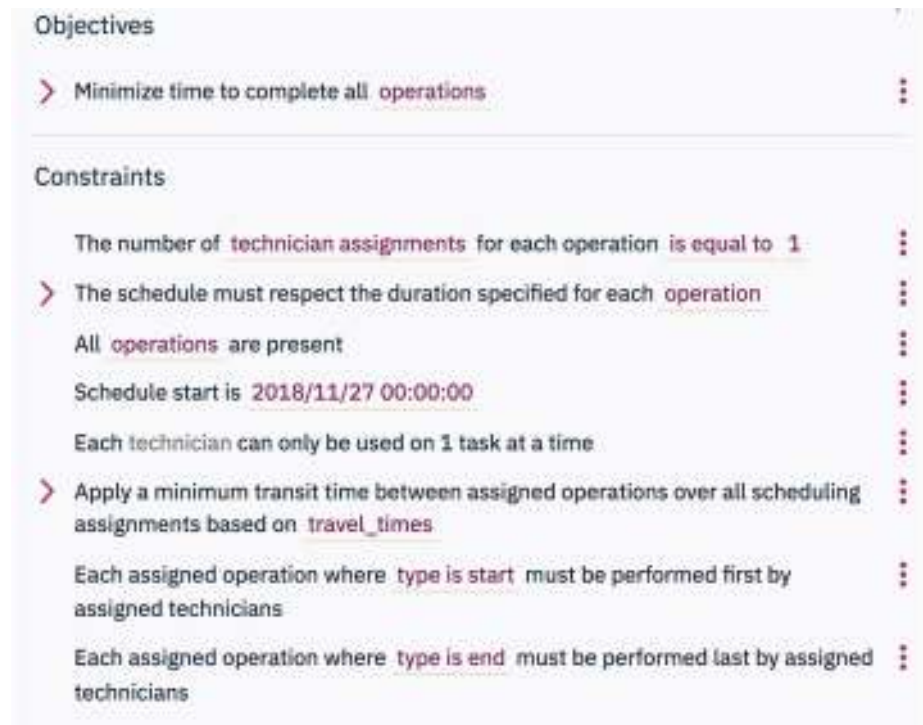 Objectives
Minimize time to complete all operations
Constraints
The number of technician assignments for each operation is equal to 1
The schedule must respect the duration specified for each operation
All operations are present
Schedule start is 2018/11/27 00:00:00
Each technician can only be used on 1 task at a time
Apply a minimum transit time between assigned operations over all scheduling
assignments based on travel_times
Each assigned operation where type is start must be performed first by
assigned technicians
Each assigned operation where type is end must be performed last by assigned
technicians